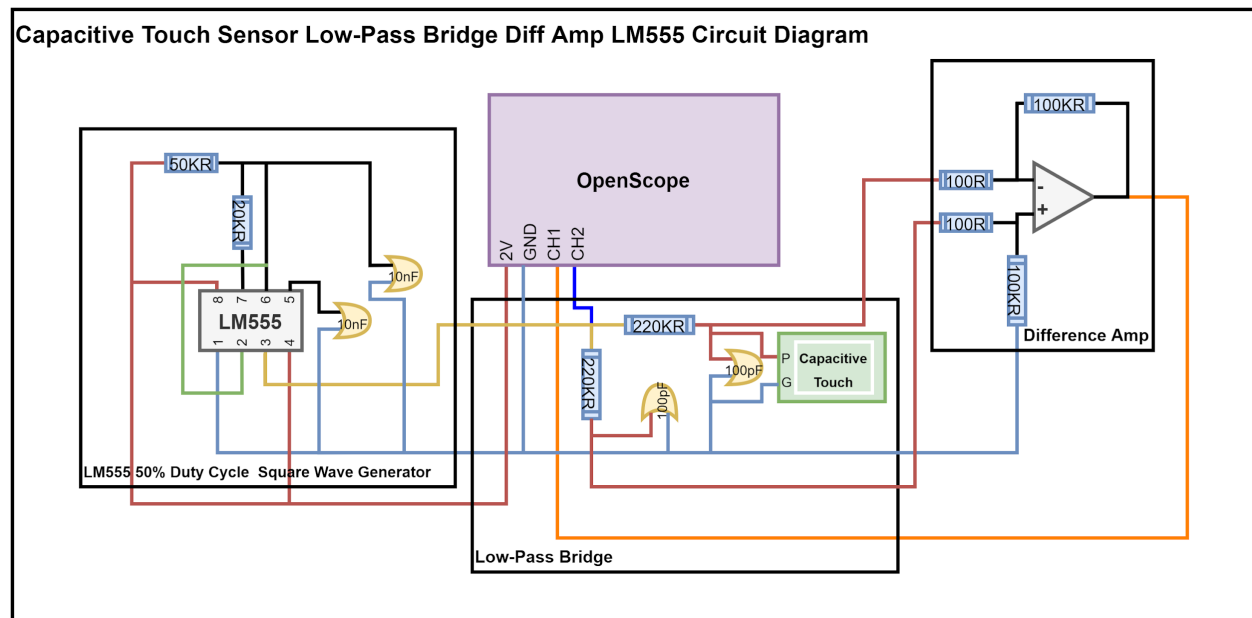 Capacitive Touch Sensor Low-Pass Bridge Diff Amp LM555 Circuit Diagram
50KR
20KR
8
7
6
5
LM555
1
2
3
4
10nF
10nF
LM555 50% Duty Cycle  Square Wave Generator
OpenScope
2V
GND
CH1
CH2
220KR
220KR
100pF
100pF
P
G
Capacitive
Touch
Low-Pass Bridge
100KR
100R
100R
-
+
100KR
Difference Amp